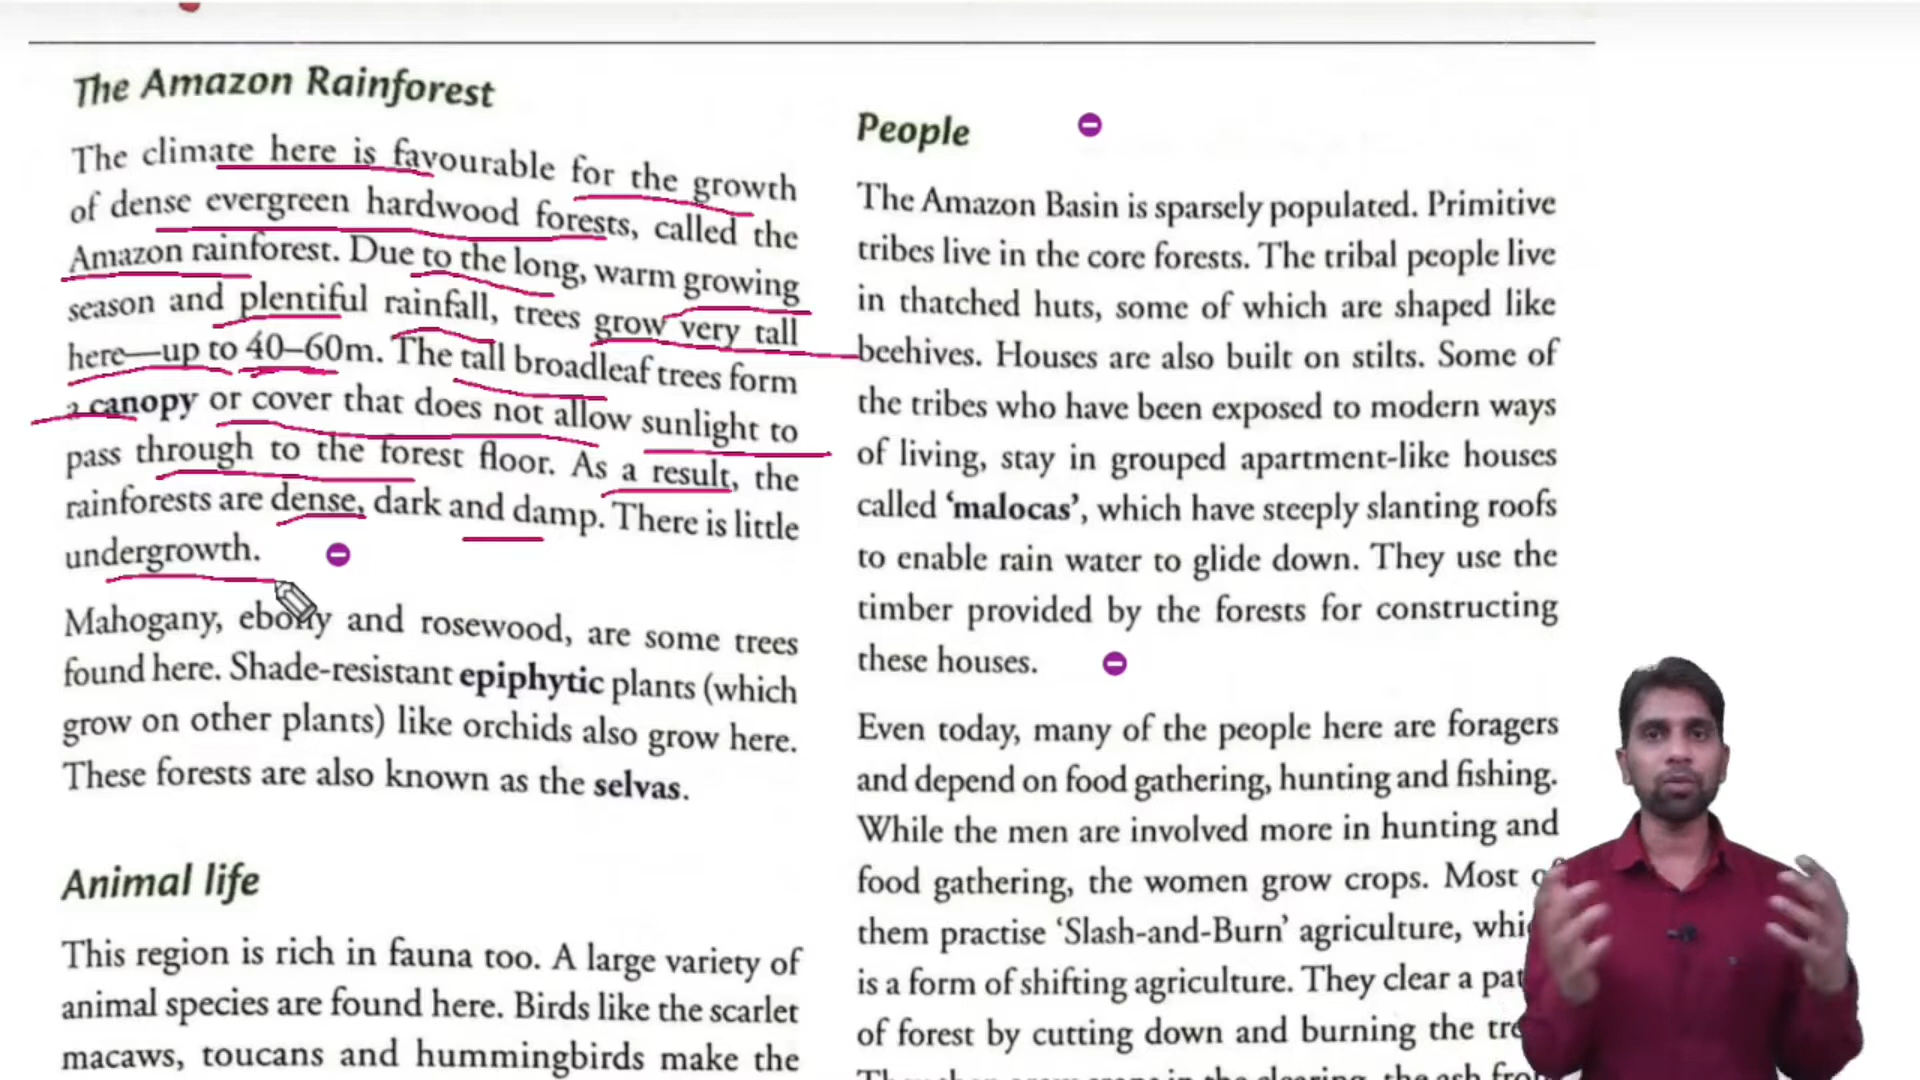 The Amazon Rainforest
The climate here is favourable for the growth
of dense evergreen hardwood forests, called the
Amazon rainforest. Due to the long, warm growing
season and plentiful rainfall, trees grow very tall
here—up to 40–60m. The tall broadleaf trees form
a canopy or cover that does not allow sunlight to
pass through to the forest floor. As a result, the
rainforests are dense, dark and damp. There is little
undergrowth.
Mahogany, ebony and rosewood, are some trees
found here. Shade-resistant epiphytic plants (which
grow on other plants) like orchids also grow here.
These forests are also known as the selvas.
Animal life
This region is rich in fauna too. A large variety of
animal species are found here. Birds like the scarlet
macaws, toucans and hummingbirds make the
People
The Amazon Basin is sparsely populated. Primitive
tribes live in the core forests. The tribal people live
in thatched huts, some of which are shaped like
beehives. Houses are also built on stilts. Some of
the tribes who have been exposed to modern ways
of living, stay in grouped apartment-like houses
called ‘malocas’, which have steeply slanting roofs
to enable rain water to glide down. They use the
timber provided by the forests for constructing
these houses.
Even today, many of the people here are foragers
and depend on food gathering, hunting and fishing.
While the men are involved more in hunting and
food gathering, the women grow crops. Most
them practise ‘Slash-and-Burn’ agriculture,
is a form of shifting agriculture. They clear a
of forest by cutting down and burning the